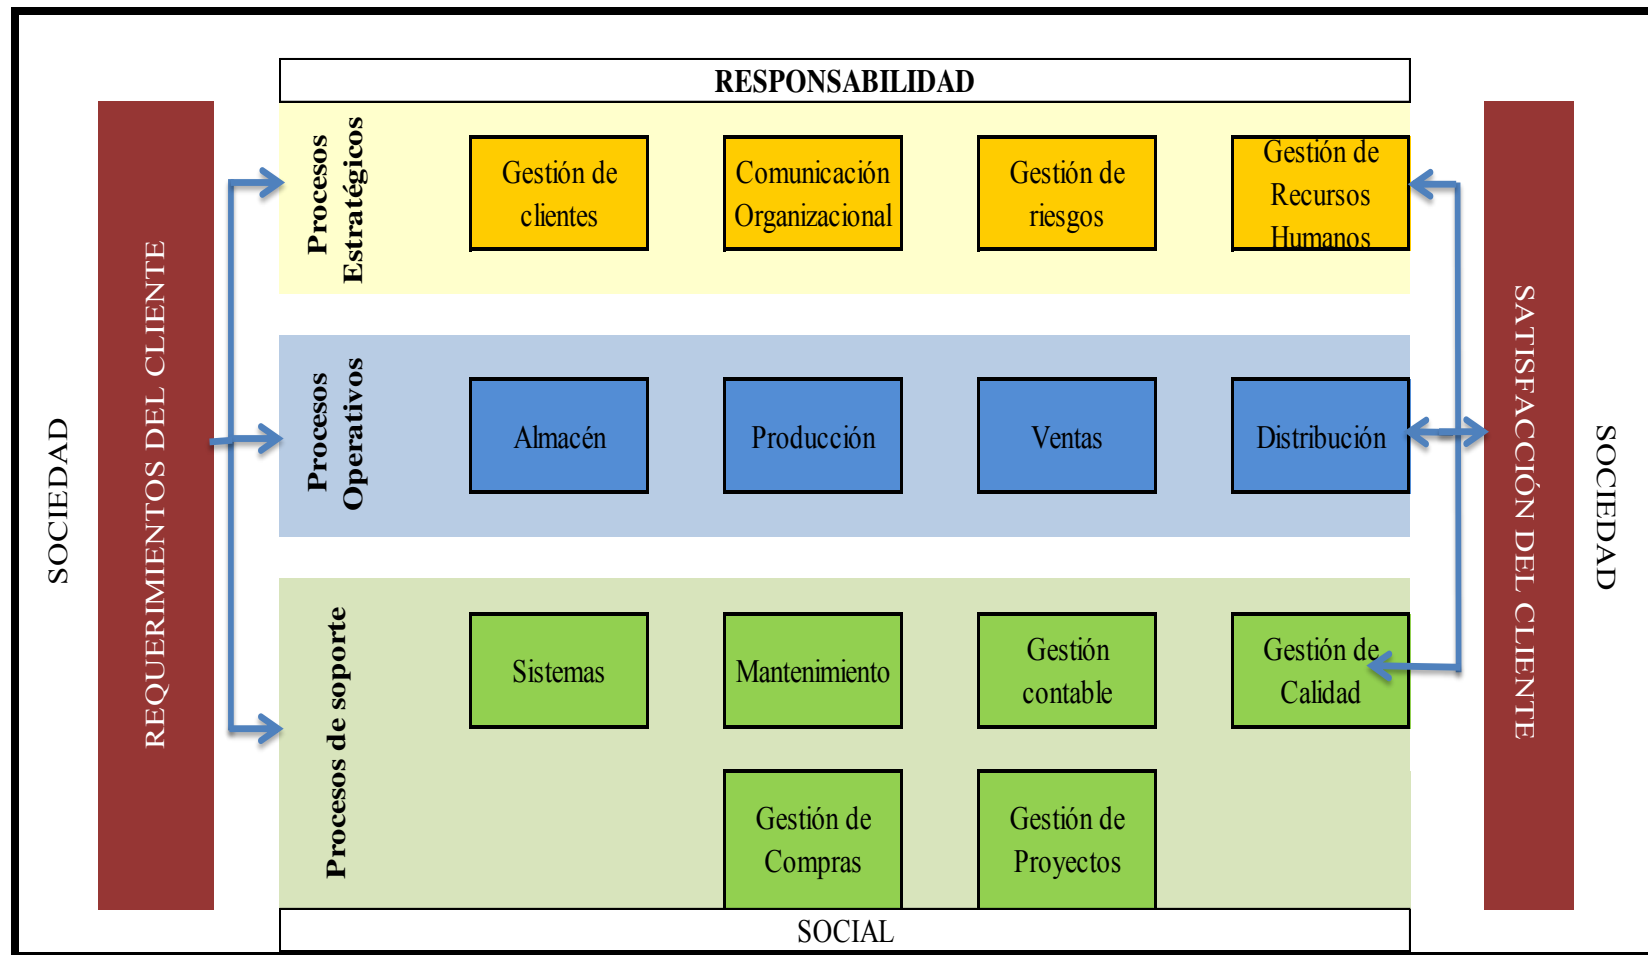 RESPONSABILIDAD
SOCIEDAD
REQUERIMIENTOS DEL CLIENTE
Procesos
Estratégicos
Gestión de
clientes
Comunicación
Organizacional
Gestión de
riesgos
Gestión de
Recursos
Humanos
Procesos
Operativos
Almacén
Producción
Ventas
Distribución
Procesos de soporte
Sistemas
Mantenimiento
Gestión
contable
Gestión de
Calidad
Gestión de
Compras
Gestión de
Proyectos
SATISFACCIÓN DEL CLIENTE
SOCIEDAD
SOCIAL